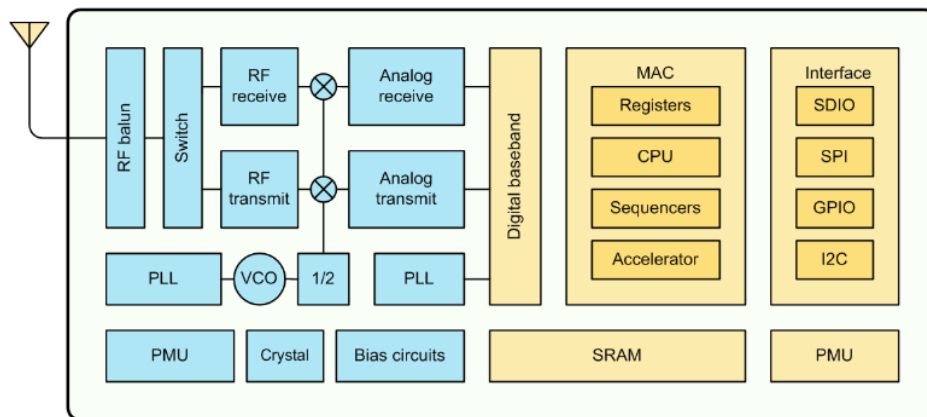 RF balun
Switch
RF
receive
Analog
receive
RF
transmit
Analog
transmit
PLL
VCO
1/2
PLL
Digital baseband
MAC
Registers
CPU
Sequencers
Accelerator
Interface
SDIO
SPI
GPIO
I2C
PMU
Crystal
Bias circuits
SRAM
PMU